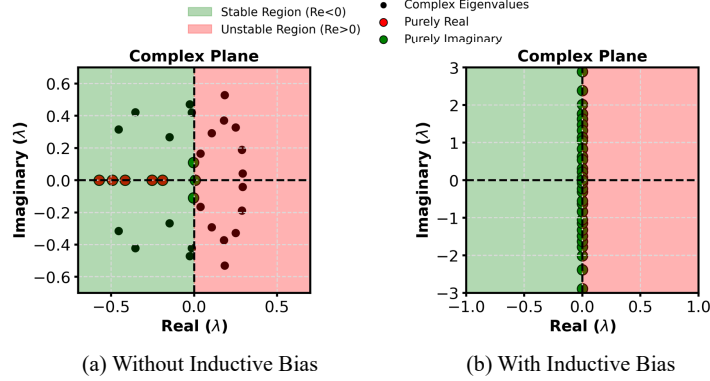 Stable Region (Re<0)
Unstable Region (Re>0)
Complex Eigenvalues
Purely Real
Purely Imaginary
Complex Plane
Imaginary (λ)
0.6
0.4
0.2
0.0
−0.2
−0.4
−0.6
−0.5
0.0
0.5
Real (λ)
(a) Without Inductive Bias
Complex Plane
Imaginary (λ)
3
2
1
0
−1
−2
−3
−1.0
−0.5
0.0
0.5
1.0
Real (λ)
(b) With Inductive Bias